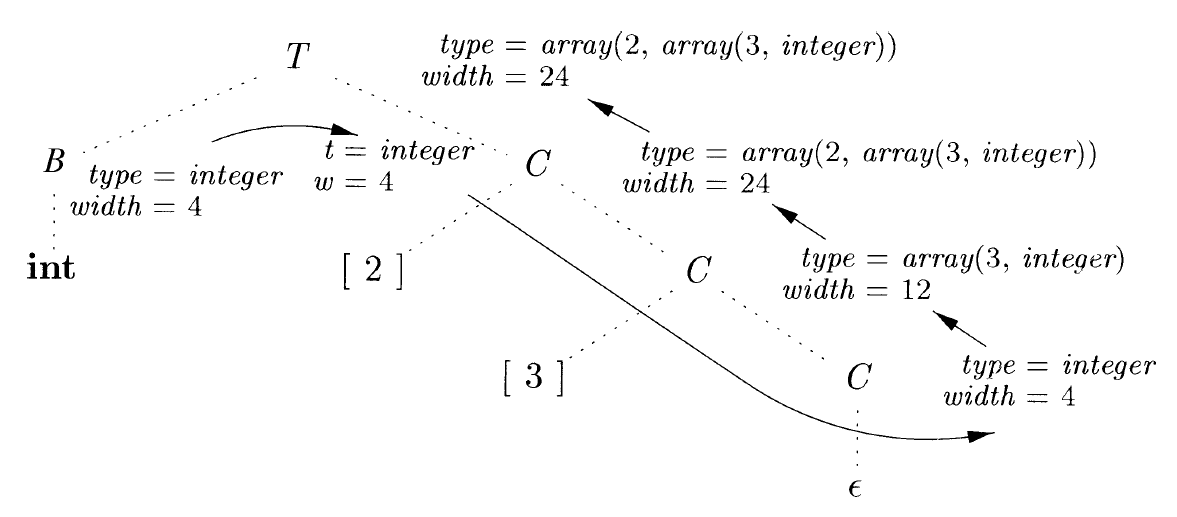 T
type = array(2, array(3, integer))
width = 24
B
type = integer
width = 4
t = integer
w = 4
C
type = array(2, array(3, integer))
width = 24
int
[ 2 ]
C
type = array(3, integer)
width = 12
[ 3 ]
C
type = integer
width = 4
ϵ